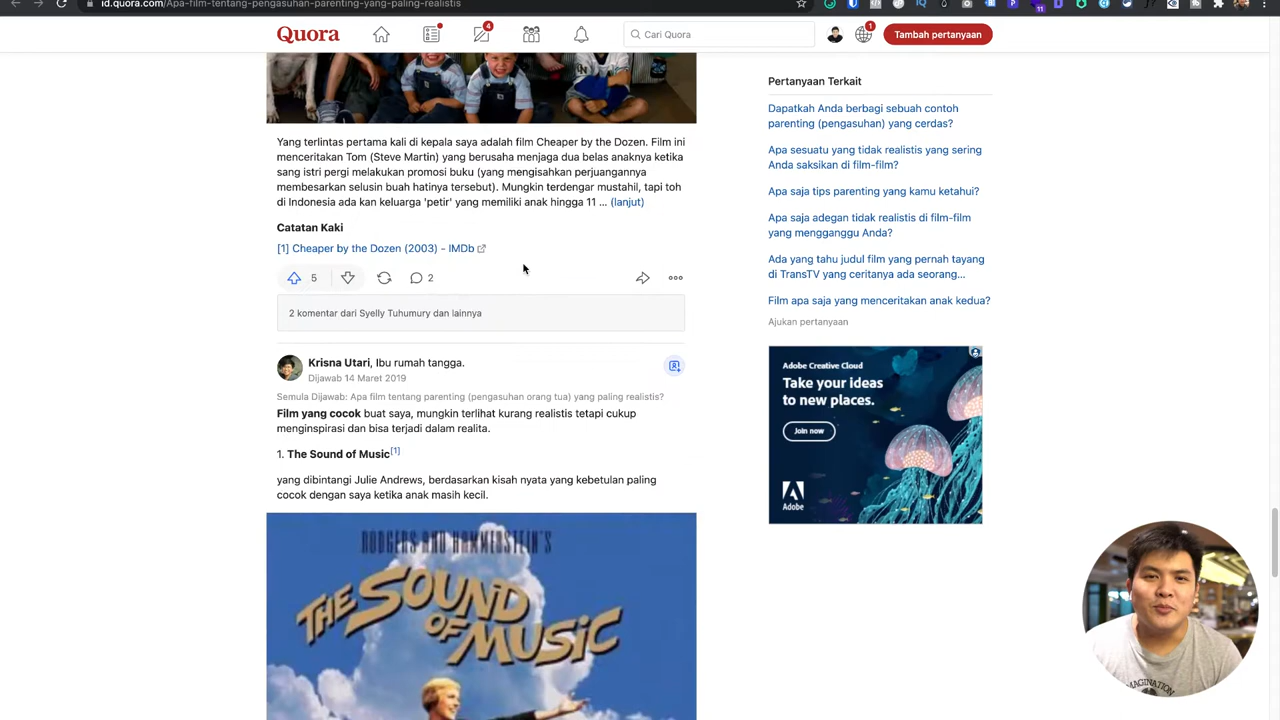 id.quora.com/Apa-film-tentang-pengasuhan-parenting-yang-paling-realistis
11
Quora
4
Cari Quora
1
Tambah pertanyaan
Yang terlintas pertama kali di kepala saya adalah film Cheaper by the Dozen. Film ini
menceritakan Tom (Steve Martin) yang berusaha menjaga dua belas anaknya ketika
sang istri pergi melakukan promosi buku (yang mengisahkan perjuangannya
membesarkan selusin buah hatinya tersebut). Mungkin terdengar mustahil, tapi toh
di Indonesia ada kan keluarga 'petir' yang memiliki anak hingga 11 ... (lanjut)
Catatan Kaki
[1] Cheaper by the Dozen (2003) - IMDb
5
2
2 komentar dari Syelly Tuhumury dan lainnya
Krisna Utari, Ibu rumah tangga.
Dijawab 14 Maret 2019
Semula Dijawab: Apa film tentang parenting (pengasuhan orang tua) yang paling realistis?
Film yang cocok buat saya, mungkin terlihat kurang realistis tetapi cukup
menginspirasi dan bisa terjadi dalam realita.
1. The Sound of Music[1]
yang dibintangi Julie Andrews, berdasarkan kisah nyata yang kebetulan paling
cocok dengan saya ketika anak masih kecil.
RODGERS AND HAMMERSTEIN'S
THE SOUND
OF MUSIC
Pertanyaan Terkait
Dapatkah Anda berbagi sebuah contoh
parenting (pengasuhan) yang cerdas?
Apa sesuatu yang tidak realistis yang sering
Anda saksikan di film-film?
Apa saja tips parenting yang kamu ketahui?
Apa saja adegan tidak realistis di film-film
yang mengganggu Anda?
Ada yang tahu judul film yang pernah tayang
di TransTV yang ceritanya ada seorang...
Film apa saja yang menceritakan anak kedua?
Ajukan pertanyaan
Adobe Creative Cloud
Take your ideas
to new places.
Join now
Adobe
IMAGINATION